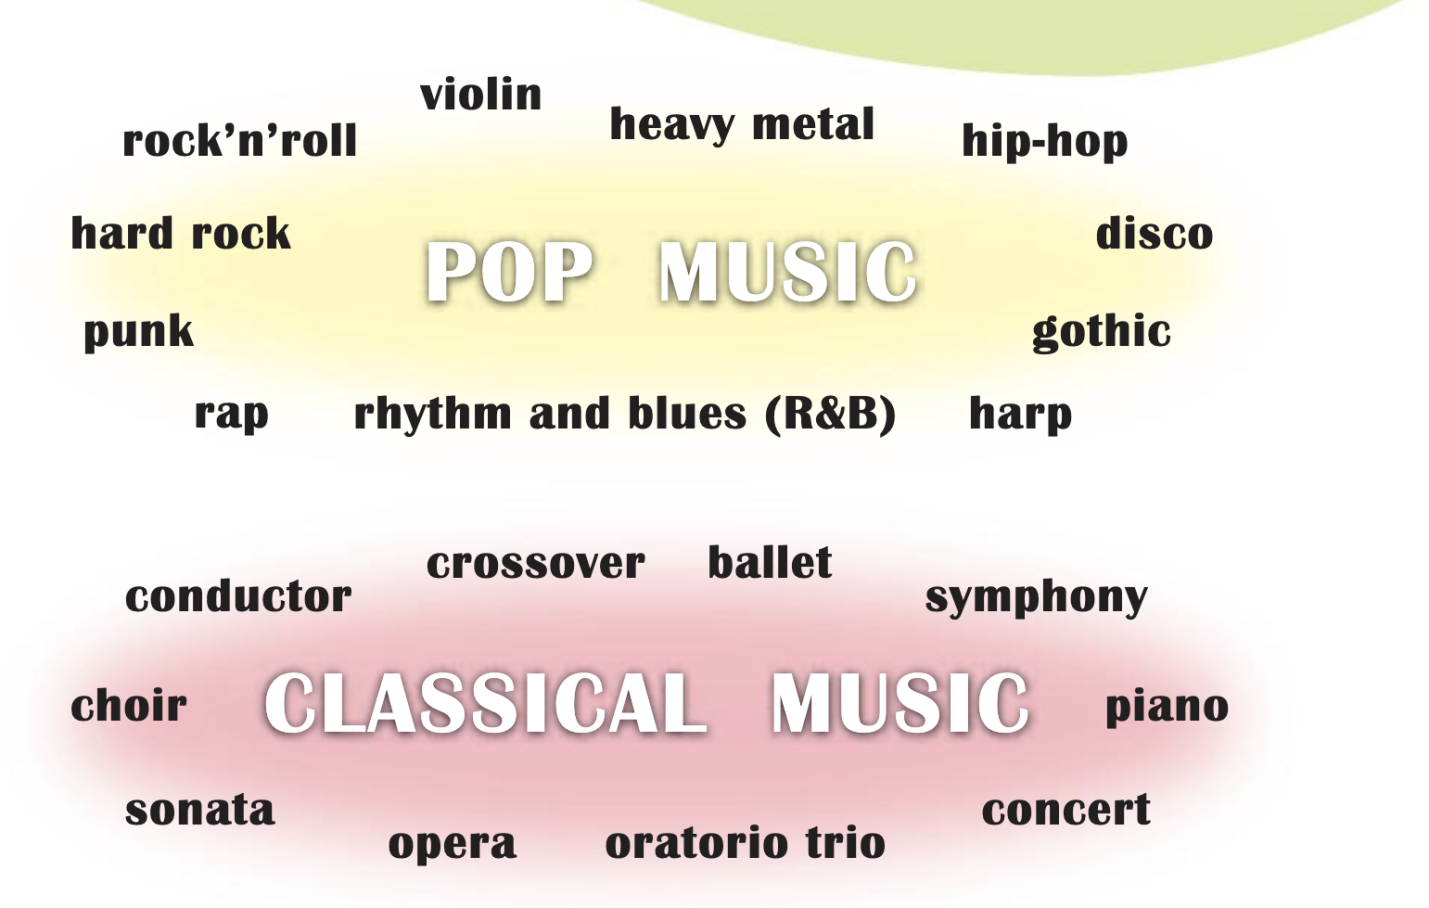 violin
rock’n’roll heavy metal hip-hop
hard rock disco
POP MUSIC
punk gothic
rap rhythm and blues (R&B) harp
crossover ballet
conductor symphony
choir CLASSICAL MUSIC piano
sonata concert
opera oratorio trio